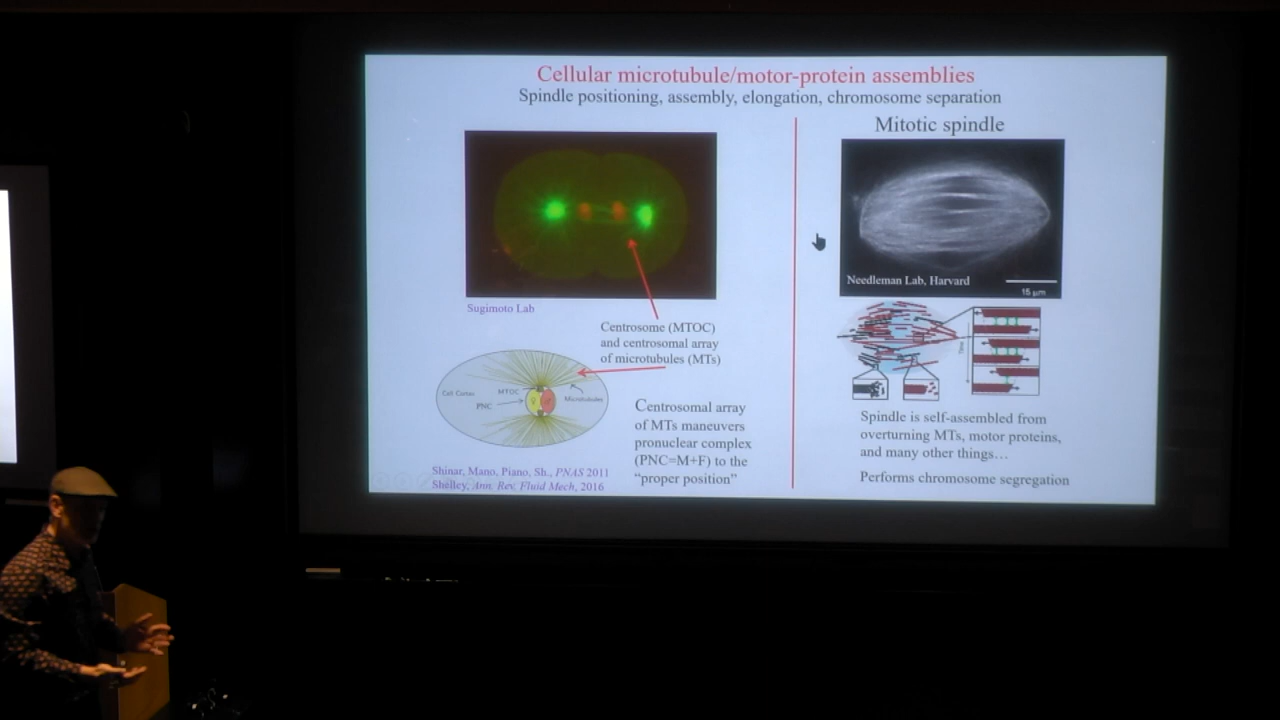 Cellular microtubule/motor-protein assemblies
Spindle positioning, assembly, elongation, chromosome separation
Sugimoto Lab
Centrosome (MTOC)
and centrosomal array
of microtubules (MTs)
Cell Cortex
MTOC
PNC
Microtubules
Centrosomal array
of MTs maneuvers
pronuclear complex
(PNC=M+F) to the
“proper position”
Shinar, Mano, Piano, Sh., PNAS 2011
Shelley, Ann. Rev. Fluid Mech, 2016
Mitotic spindle
Needleman Lab, Harvard
15 μm
Time
Spindle is self-assembled from
overturning MTs, motor proteins,
and many other things…
Performs chromosome segregation